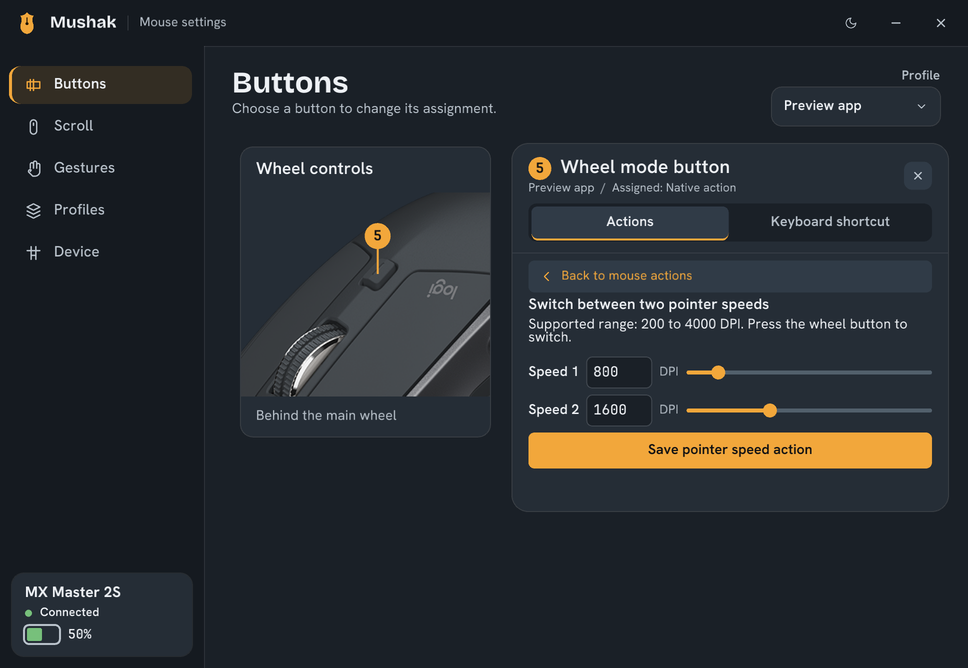 Mushak
Mouse settings
Buttons
Scroll
Gestures
Profiles
Device
MX Master 2S
Connected
50%
Buttons
Choose a button to change its assignment.
Profile
Preview app
Wheel controls
5
logi
Behind the main wheel
5 Wheel mode button
Preview app / Assigned: Native action
Actions
Keyboard shortcut
Back to mouse actions
Switch between two pointer speeds
Supported range: 200 to 4000 DPI. Press the wheel button to
switch.
Speed 1 800 DPI
Speed 2 1600 DPI
Save pointer speed action